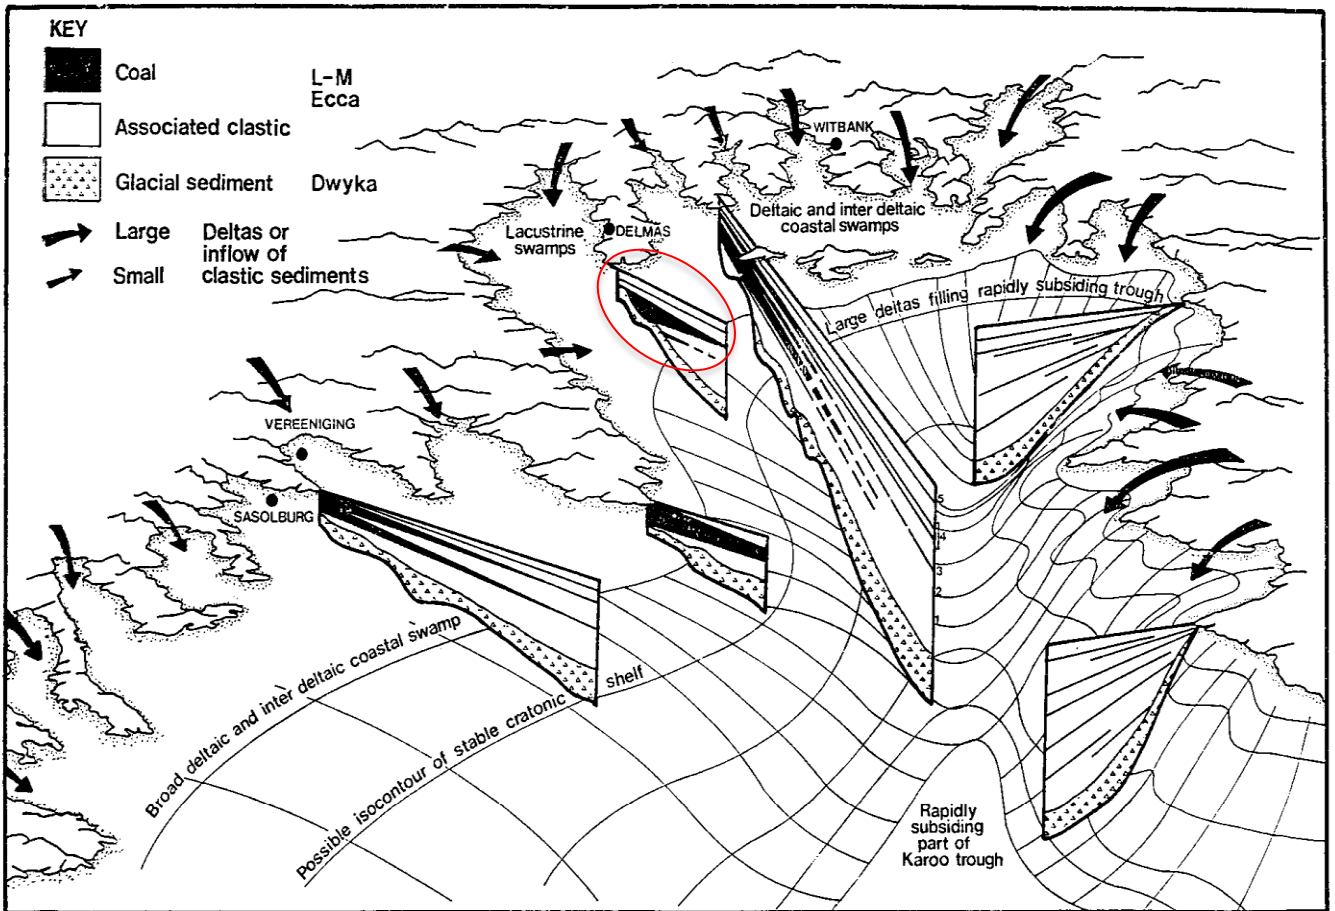 KEY
Coal
L-M
Ecca
Associated clastic
Glacial sediment Dwyka
Large
Small
Deltas or
inflow of
clastic sediments
WITBANK
Deltaic and inter deltaic
coastal swamps
Lacustrine
swamps
DELMAS
Large deltas filling rapidly subsiding trough
VEREENIGING
SASOLBURG
5
4
3
2
1
Broad deltaic and inter deltaic coastal swamp
Possible isocontour of stable cratonic shelf
Rapidly
subsiding
part of
Karoo trough